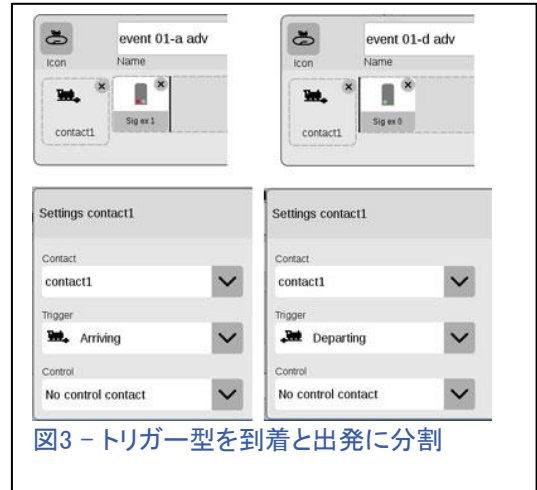 event 01-a adv
Icon
Name
contact1
Sig ex 1
event 01-d adv
Icon
Name
contact1
Sig ex 0
Settings contact1
Contact
contact1
Trigger
Arriving
Control
No control contact
Settings contact1
Contact
contact1
Trigger
Departing
Control
No control contact
図3 – トリガー型を到着と出発に分割